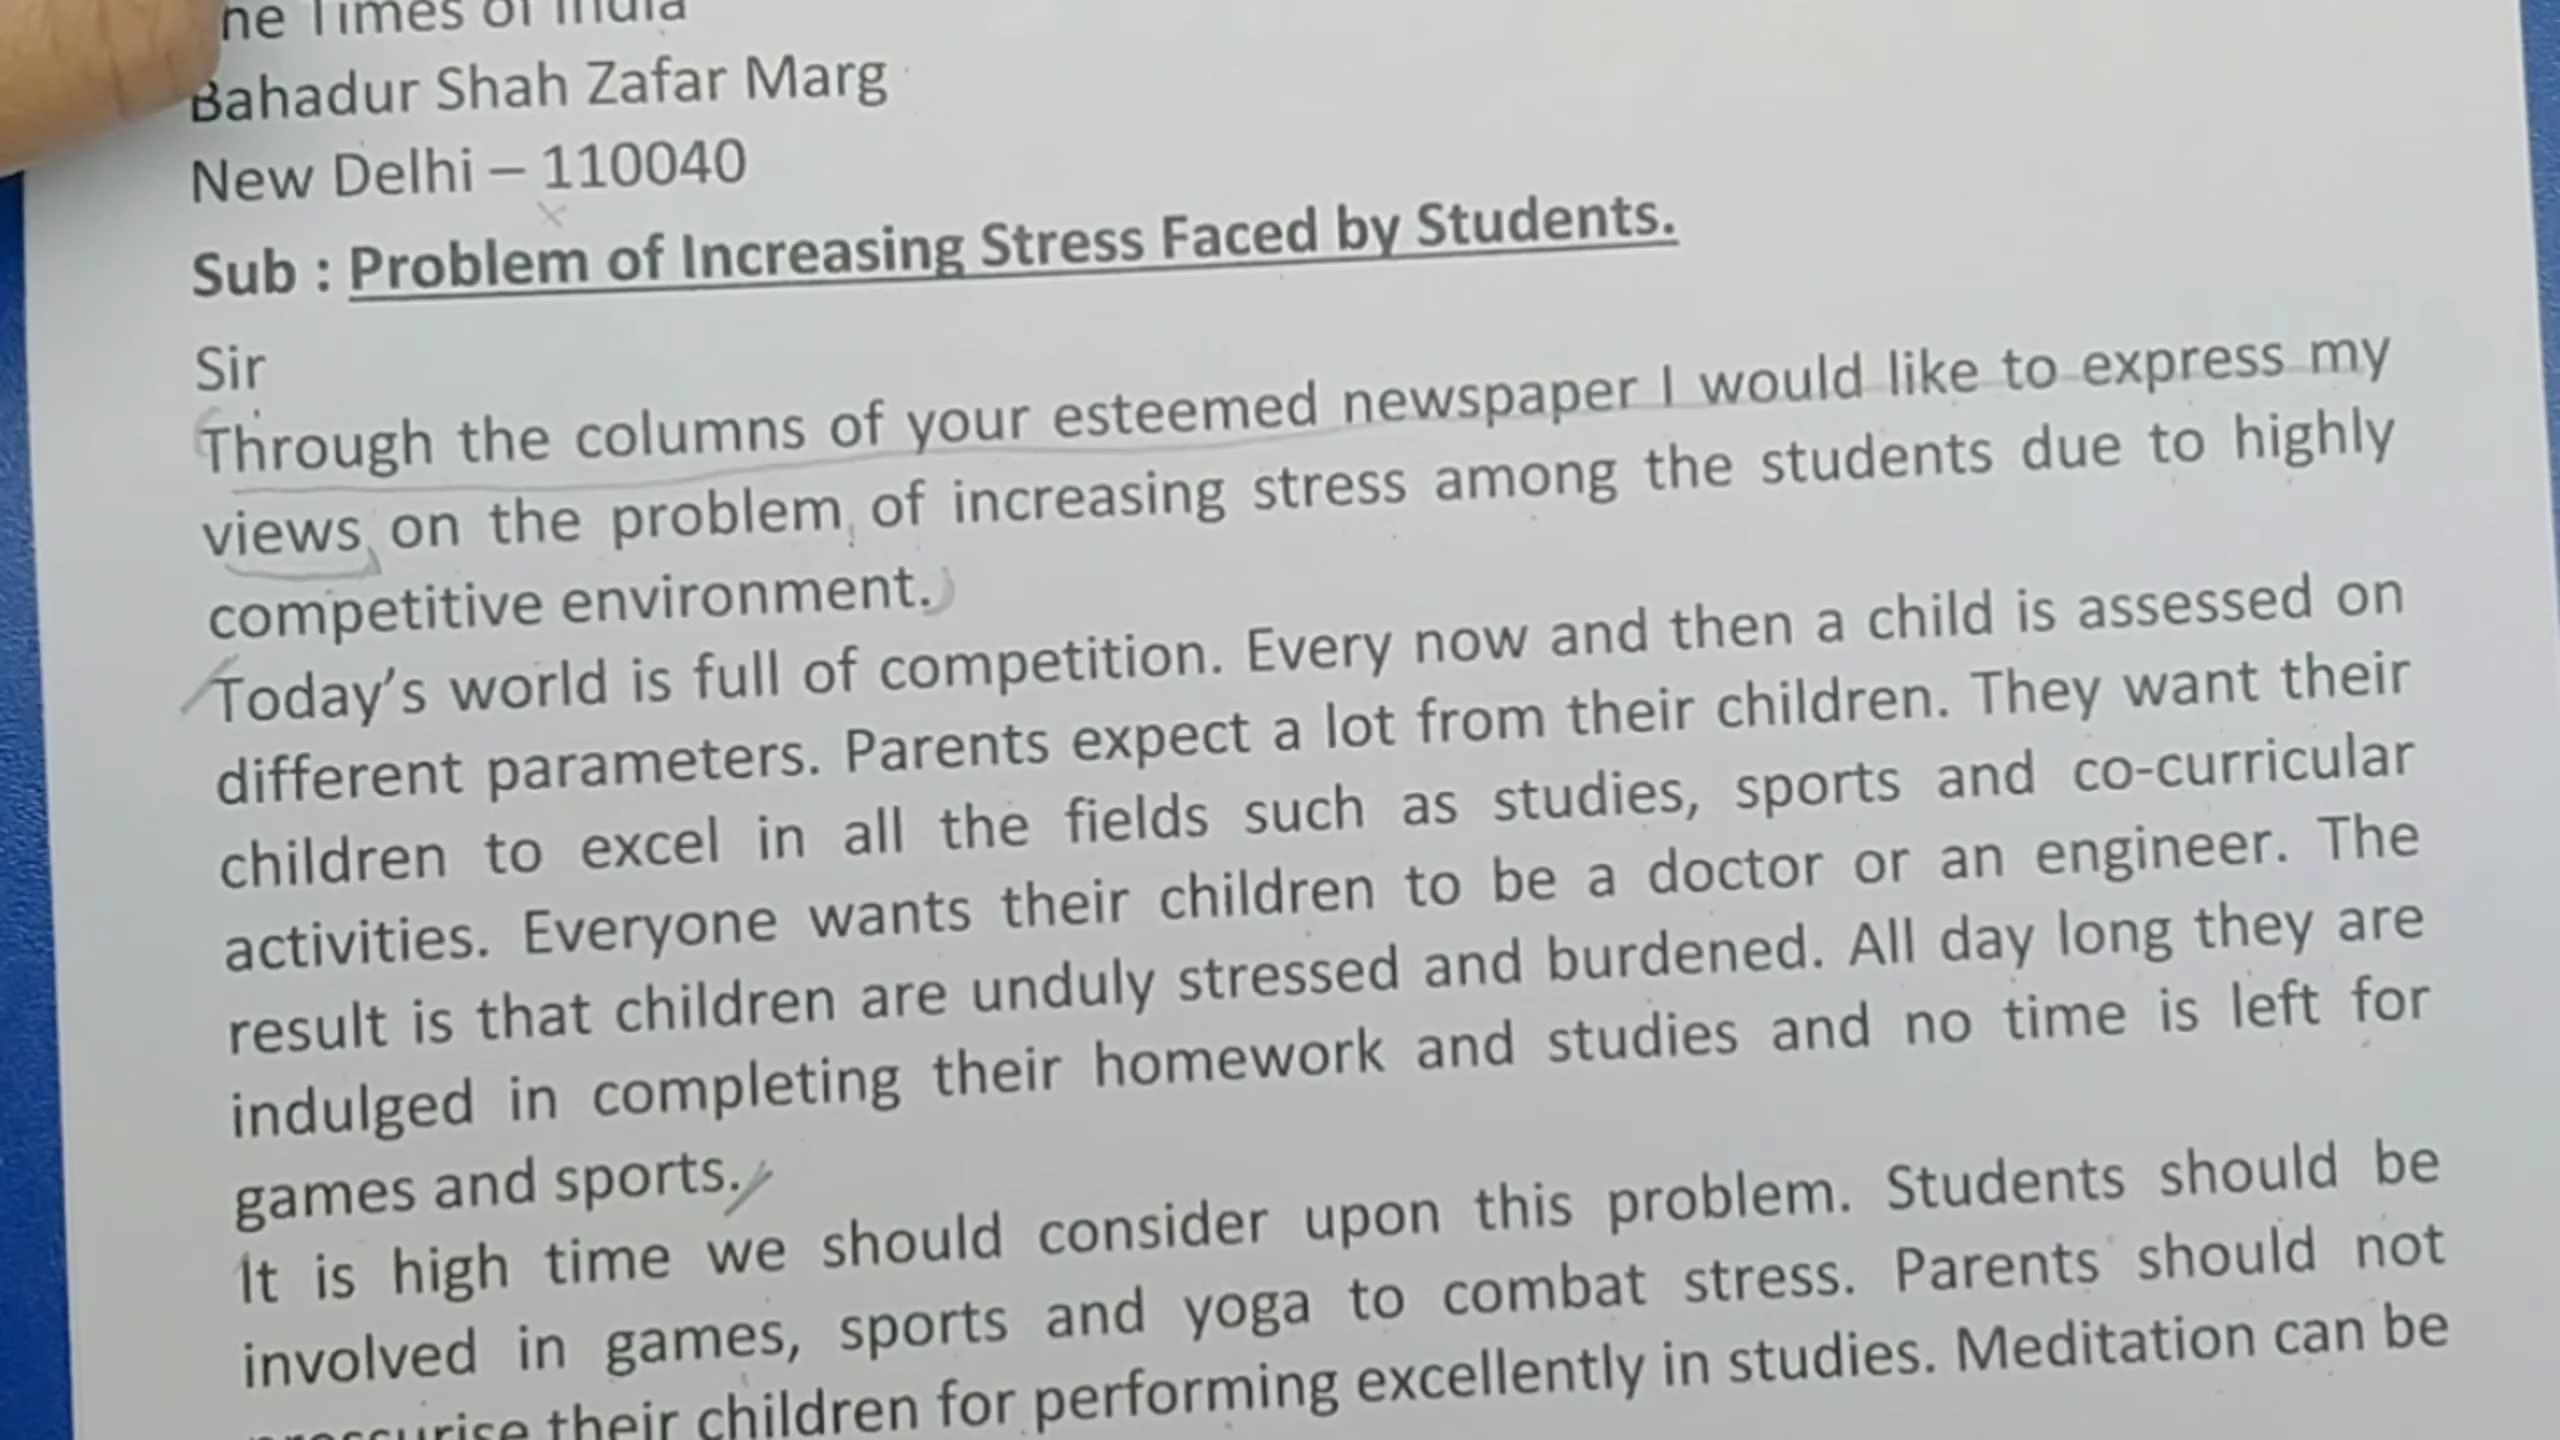 The Times of India
Bahadur Shah Zafar Marg
New Delhi – 110040
Sub : Problem of Increasing Stress Faced by Students.
Sir
Through the columns of your esteemed newspaper I would like to express my
views on the problem of increasing stress among the students due to highly
competitive environment.
Today's world is full of competition. Every now and then a child is assessed on
different parameters. Parents expect a lot from their children. They want their
children to excel in all the fields such as studies, sports and co-curricular
activities. Everyone wants their children to be a doctor or an engineer. The
result is that children are unduly stressed and burdened. All day long they are
indulged in completing their homework and studies and no time is left for
games and sports.
It is high time we should consider upon this problem. Students should be
involved in games, sports and yoga to combat stress. Parents should not
pressurise their children for performing excellently in studies. Meditation can be